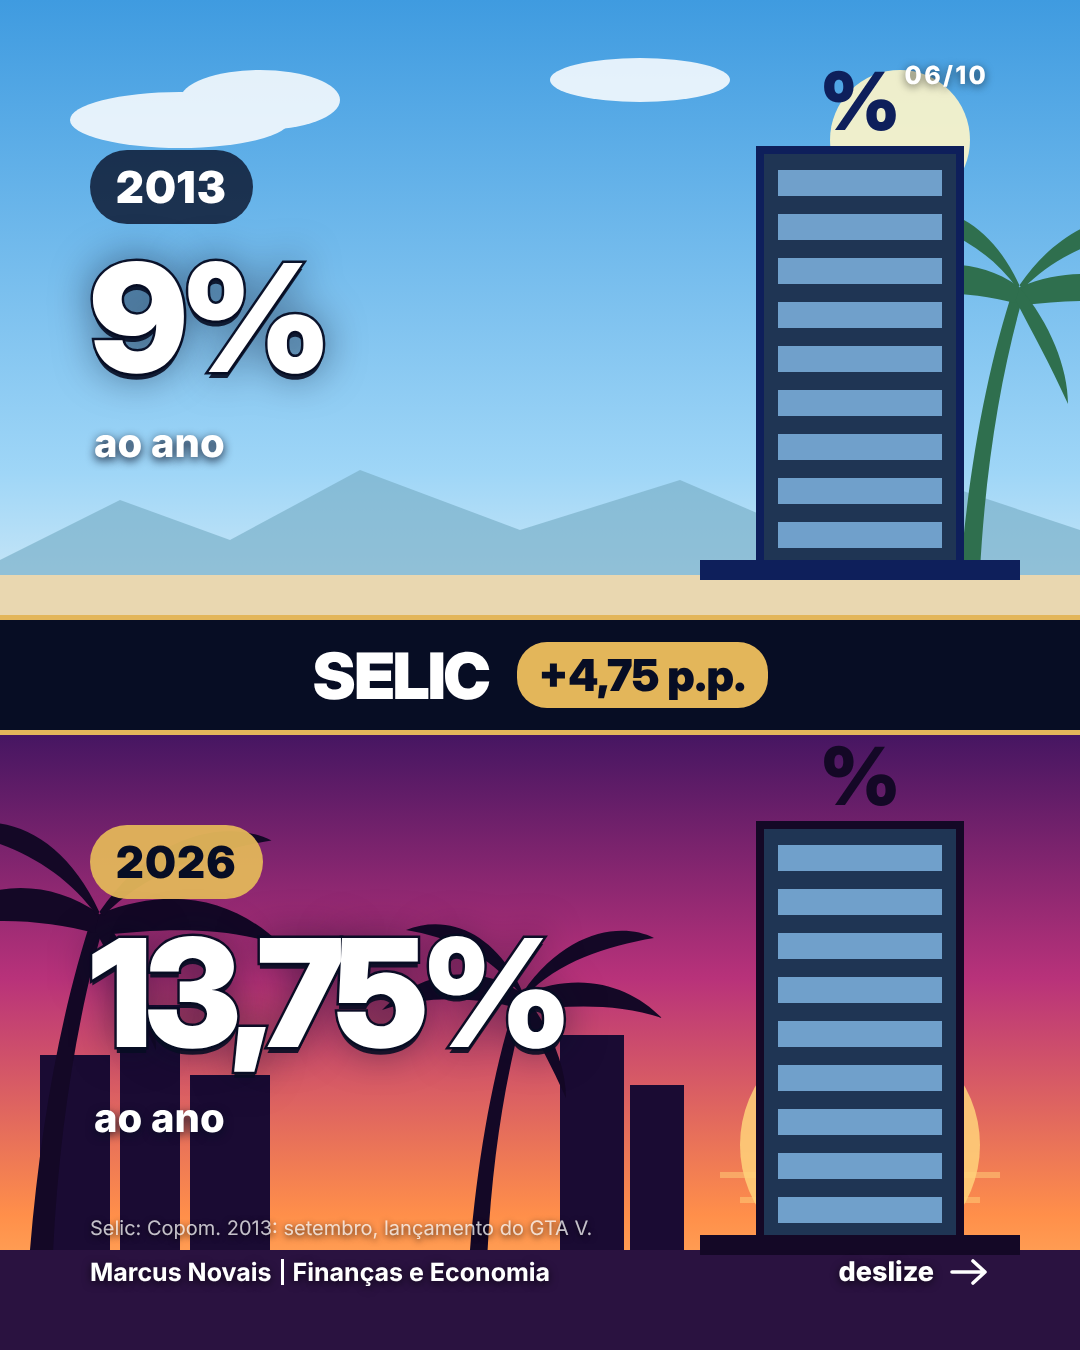 06/10
%
2013
9%
ao ano
SELIC +4,75 p.p.
%
2026
13,75%
ao ano
Selic: Copom. 2013: setembro, lançamento do GTA V.
Marcus Novais | Finanças e Economia
deslize →